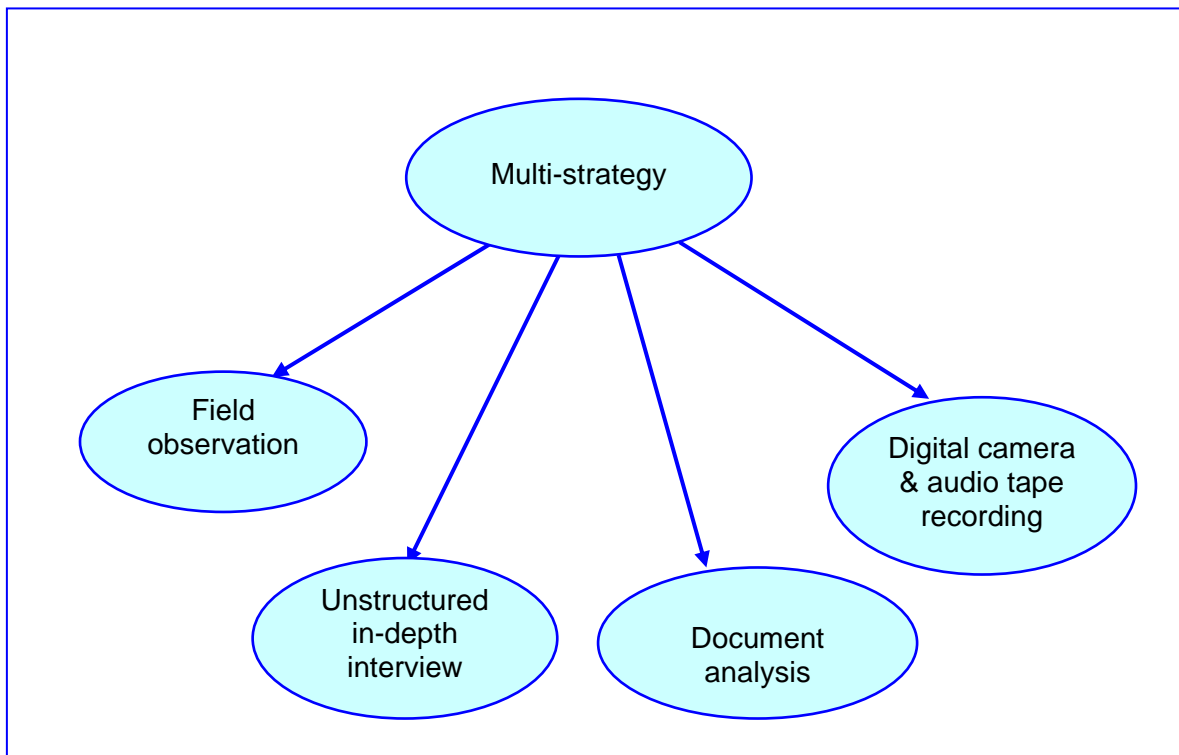 Multi-strategy
Field
observation
Digital camera
& audio tape
recording
Unstructured
in-depth
interview
Document
analysis